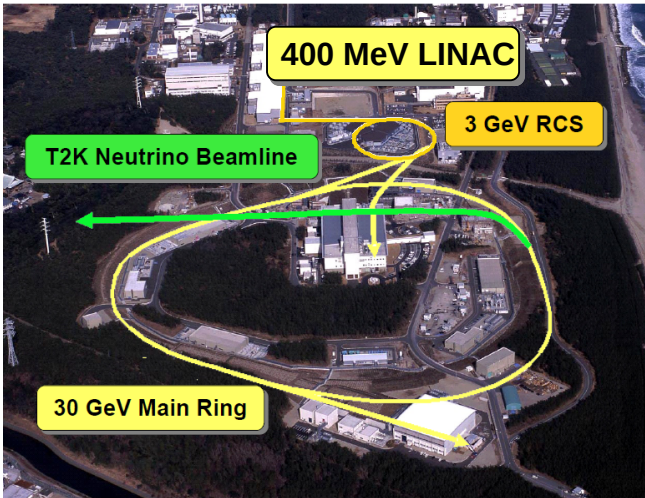 400 MeV LINAC
3 GeV RCS
T2K Neutrino Beamline
30 GeV Main Ring